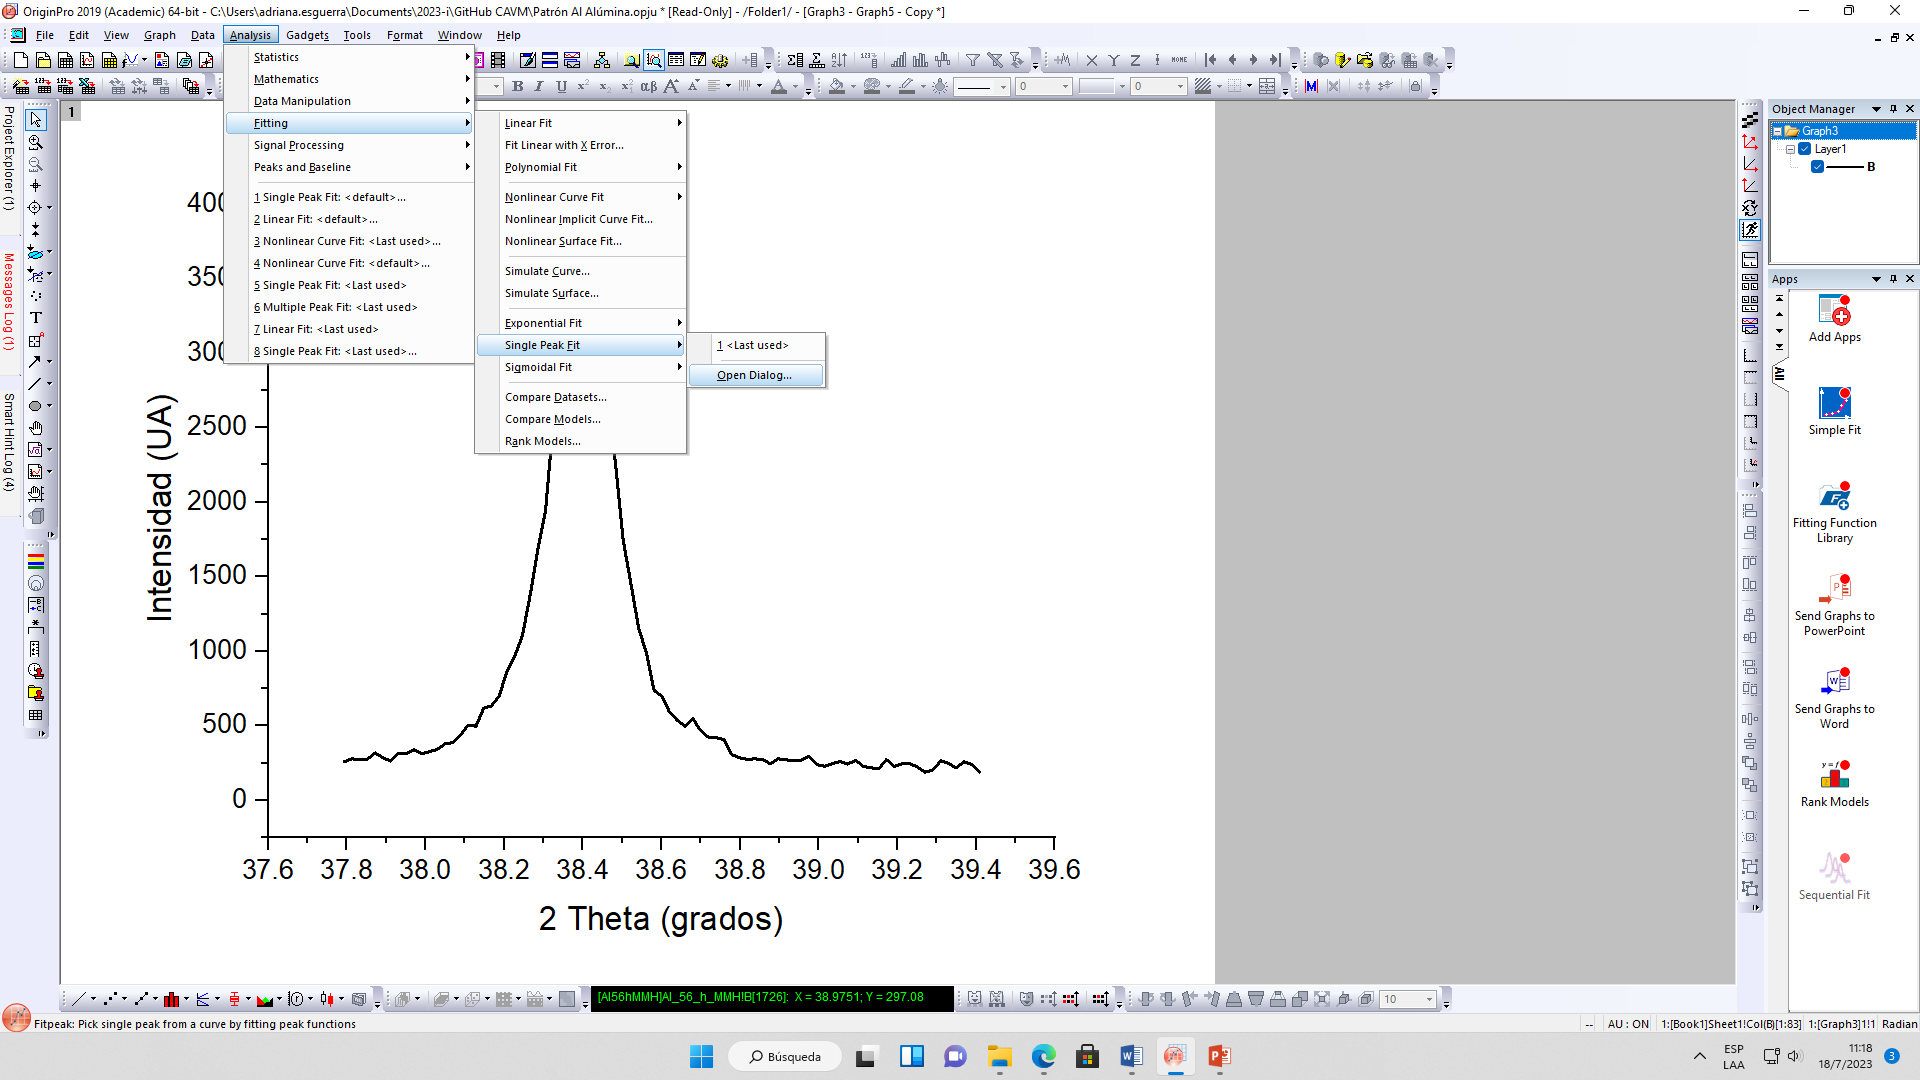 OriginPro 2019 (Academic) 64-bit - C:\Users\adriana.esguerra\Documents\2023-i\GitHub CAVM\Patrón Al Alúmina.opju * [Read-Only] - /Folder1/ - [Graph3 - Graph5 - Copy *]
File Edit View Graph Data Analysis Gadgets Tools Format Window Help
Statistics
Mathematics
Data Manipulation
Fitting
Signal Processing
Peaks and Baseline
1 Single Peak Fit: <default>...
2 Linear Fit: <default>...
3 Nonlinear Curve Fit: <Last used>...
4 Nonlinear Curve Fit: <default>...
5 Single Peak Fit: <Last used>
6 Multiple Peak Fit: <Last used>
7 Linear Fit: <Last used>
8 Single Peak Fit: <Last used>...
Linear Fit
Fit Linear with X Error...
Polynomial Fit
Nonlinear Curve Fit
Nonlinear Implicit Curve Fit...
Nonlinear Surface Fit...
Simulate Curve...
Simulate Surface...
Exponential Fit
Single Peak Fit
Sigmoidal Fit
Compare Datasets...
Compare Models...
Rank Models...
1 <Last used>
Open Dialog...
Project Explorer (1)
Messages Log (1)
Smart Hint Log (4)
1
400
350
300
2500
2000
1500
1000
500
0
Intensidad (UA)
37.6 37.8 38.0 38.2 38.4 38.6 38.8 39.0 39.2 39.4 39.6
2 Theta (grados)
Object Manager
Graph3
Layer1
B
Apps
All
Add Apps
Simple Fit
Fitting Function
Library
Send Graphs to
PowerPoint
Send Graphs to
Word
Rank Models
Sequential Fit
[Al56hMMH]Al_56_h_MMH!B[1726]: X = 38.9751; Y = 297.08
10
Fitpeak: Pick single peak from a curve by fitting peak functions
-- AU : ON 1:[Book1]Sheet1!Col(B)[1:83] 1:[Graph3]1!1 Radian
Búsqueda
ESP
LAA
11:18
18/7/2023
3